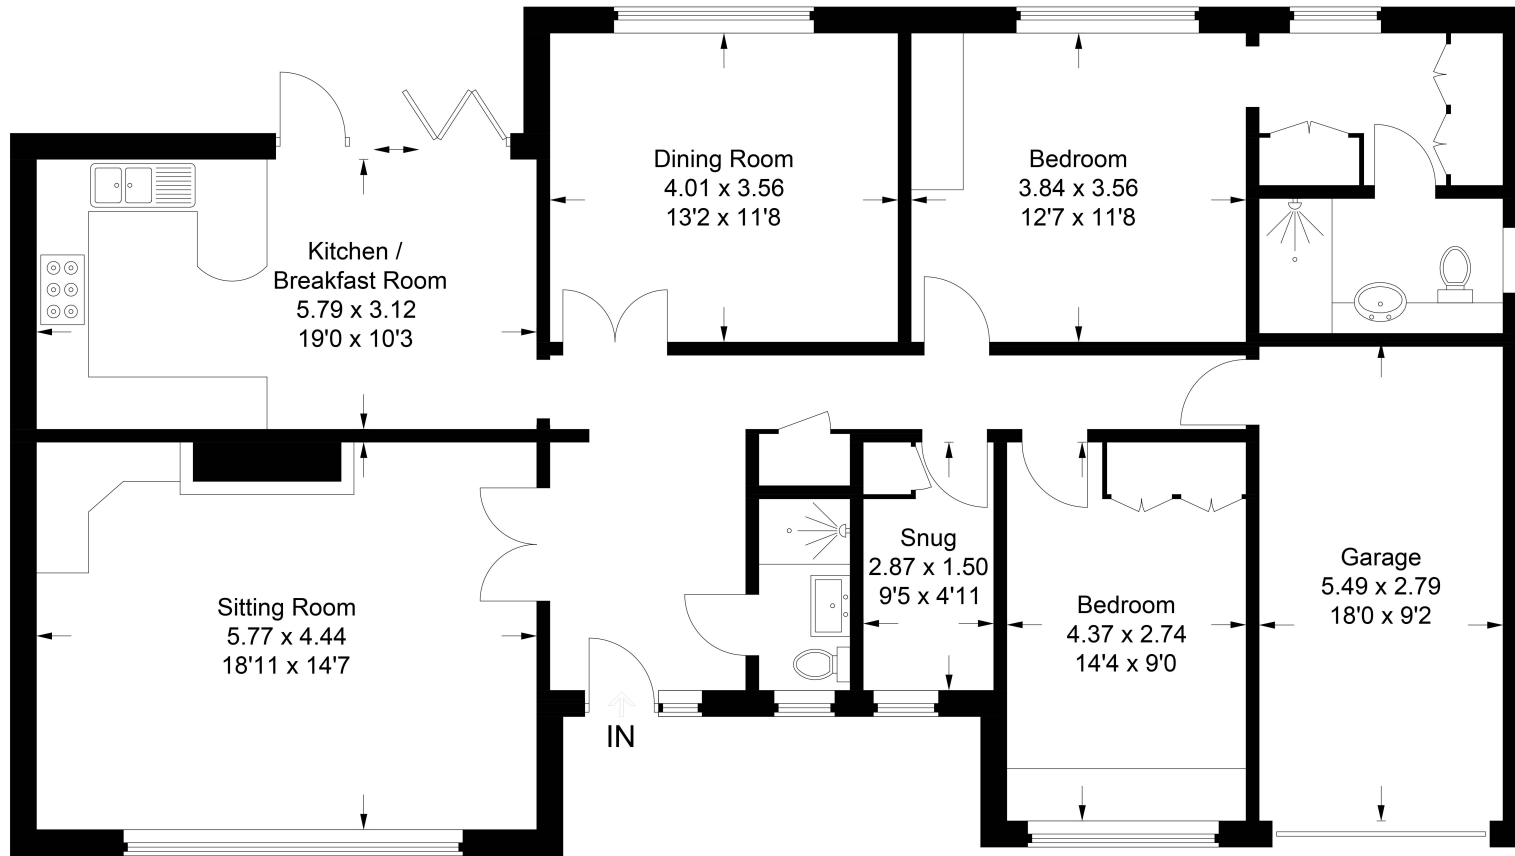 Dining Room
4.01 x 3.56
13'2 x 11'8
Bedroom
3.84 x 3.56
12'7 x 11'8
Kitchen /
Breakfast Room
5.79 x 3.12
19'0 x 10'3
Sitting Room
5.77 x 4.44
18'11 x 14'7
Snug
2.87 x 1.50
9'5 x 4'11
Bedroom
4.37 x 2.74
14'4 x 9'0
Garage
5.49 x 2.79
18'0 x 9'2
IN